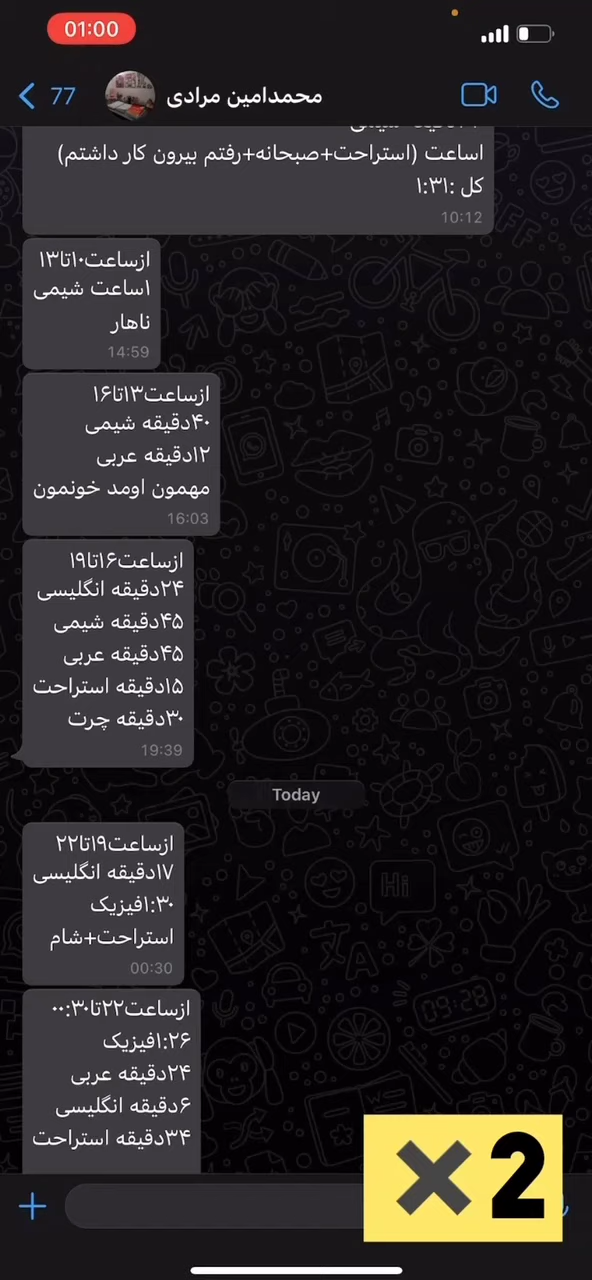 01:00
77
محمدامین مرادی
اساعت (استراحت+صبحانه+رفتم بیرون کار داشتم)
کل :۱:۳۱
10:12
ازساعت۱۰تا۱۳
۱ساعت شیمی
ناهار
14:59
ازساعت۱۳تا۱۶
۴۰دقیقه شیمی
۱۲دقیقه عربی
مهمون اومد خونمون
16:03
ازساعت۱۶تا۱۹
۲۴دقیقه انگلیسی
۴۵دقیقه شیمی
۴۵دقیقه عربی
۱۵دقیقه استراحت
۳۰دقیقه چرت
19:39
Today
ازساعت۱۹تا۲۲
۱۷دقیقه انگلیسی
۱:۳۰فیزیک
استراحت+شام
00:30
ازساعت۲۲تا۰۰:۳۰
۱:۲۶فیزیک
۲۴دقیقه عربی
۶دقیقه انگلیسی
۳۴دقیقه استراحت
×2